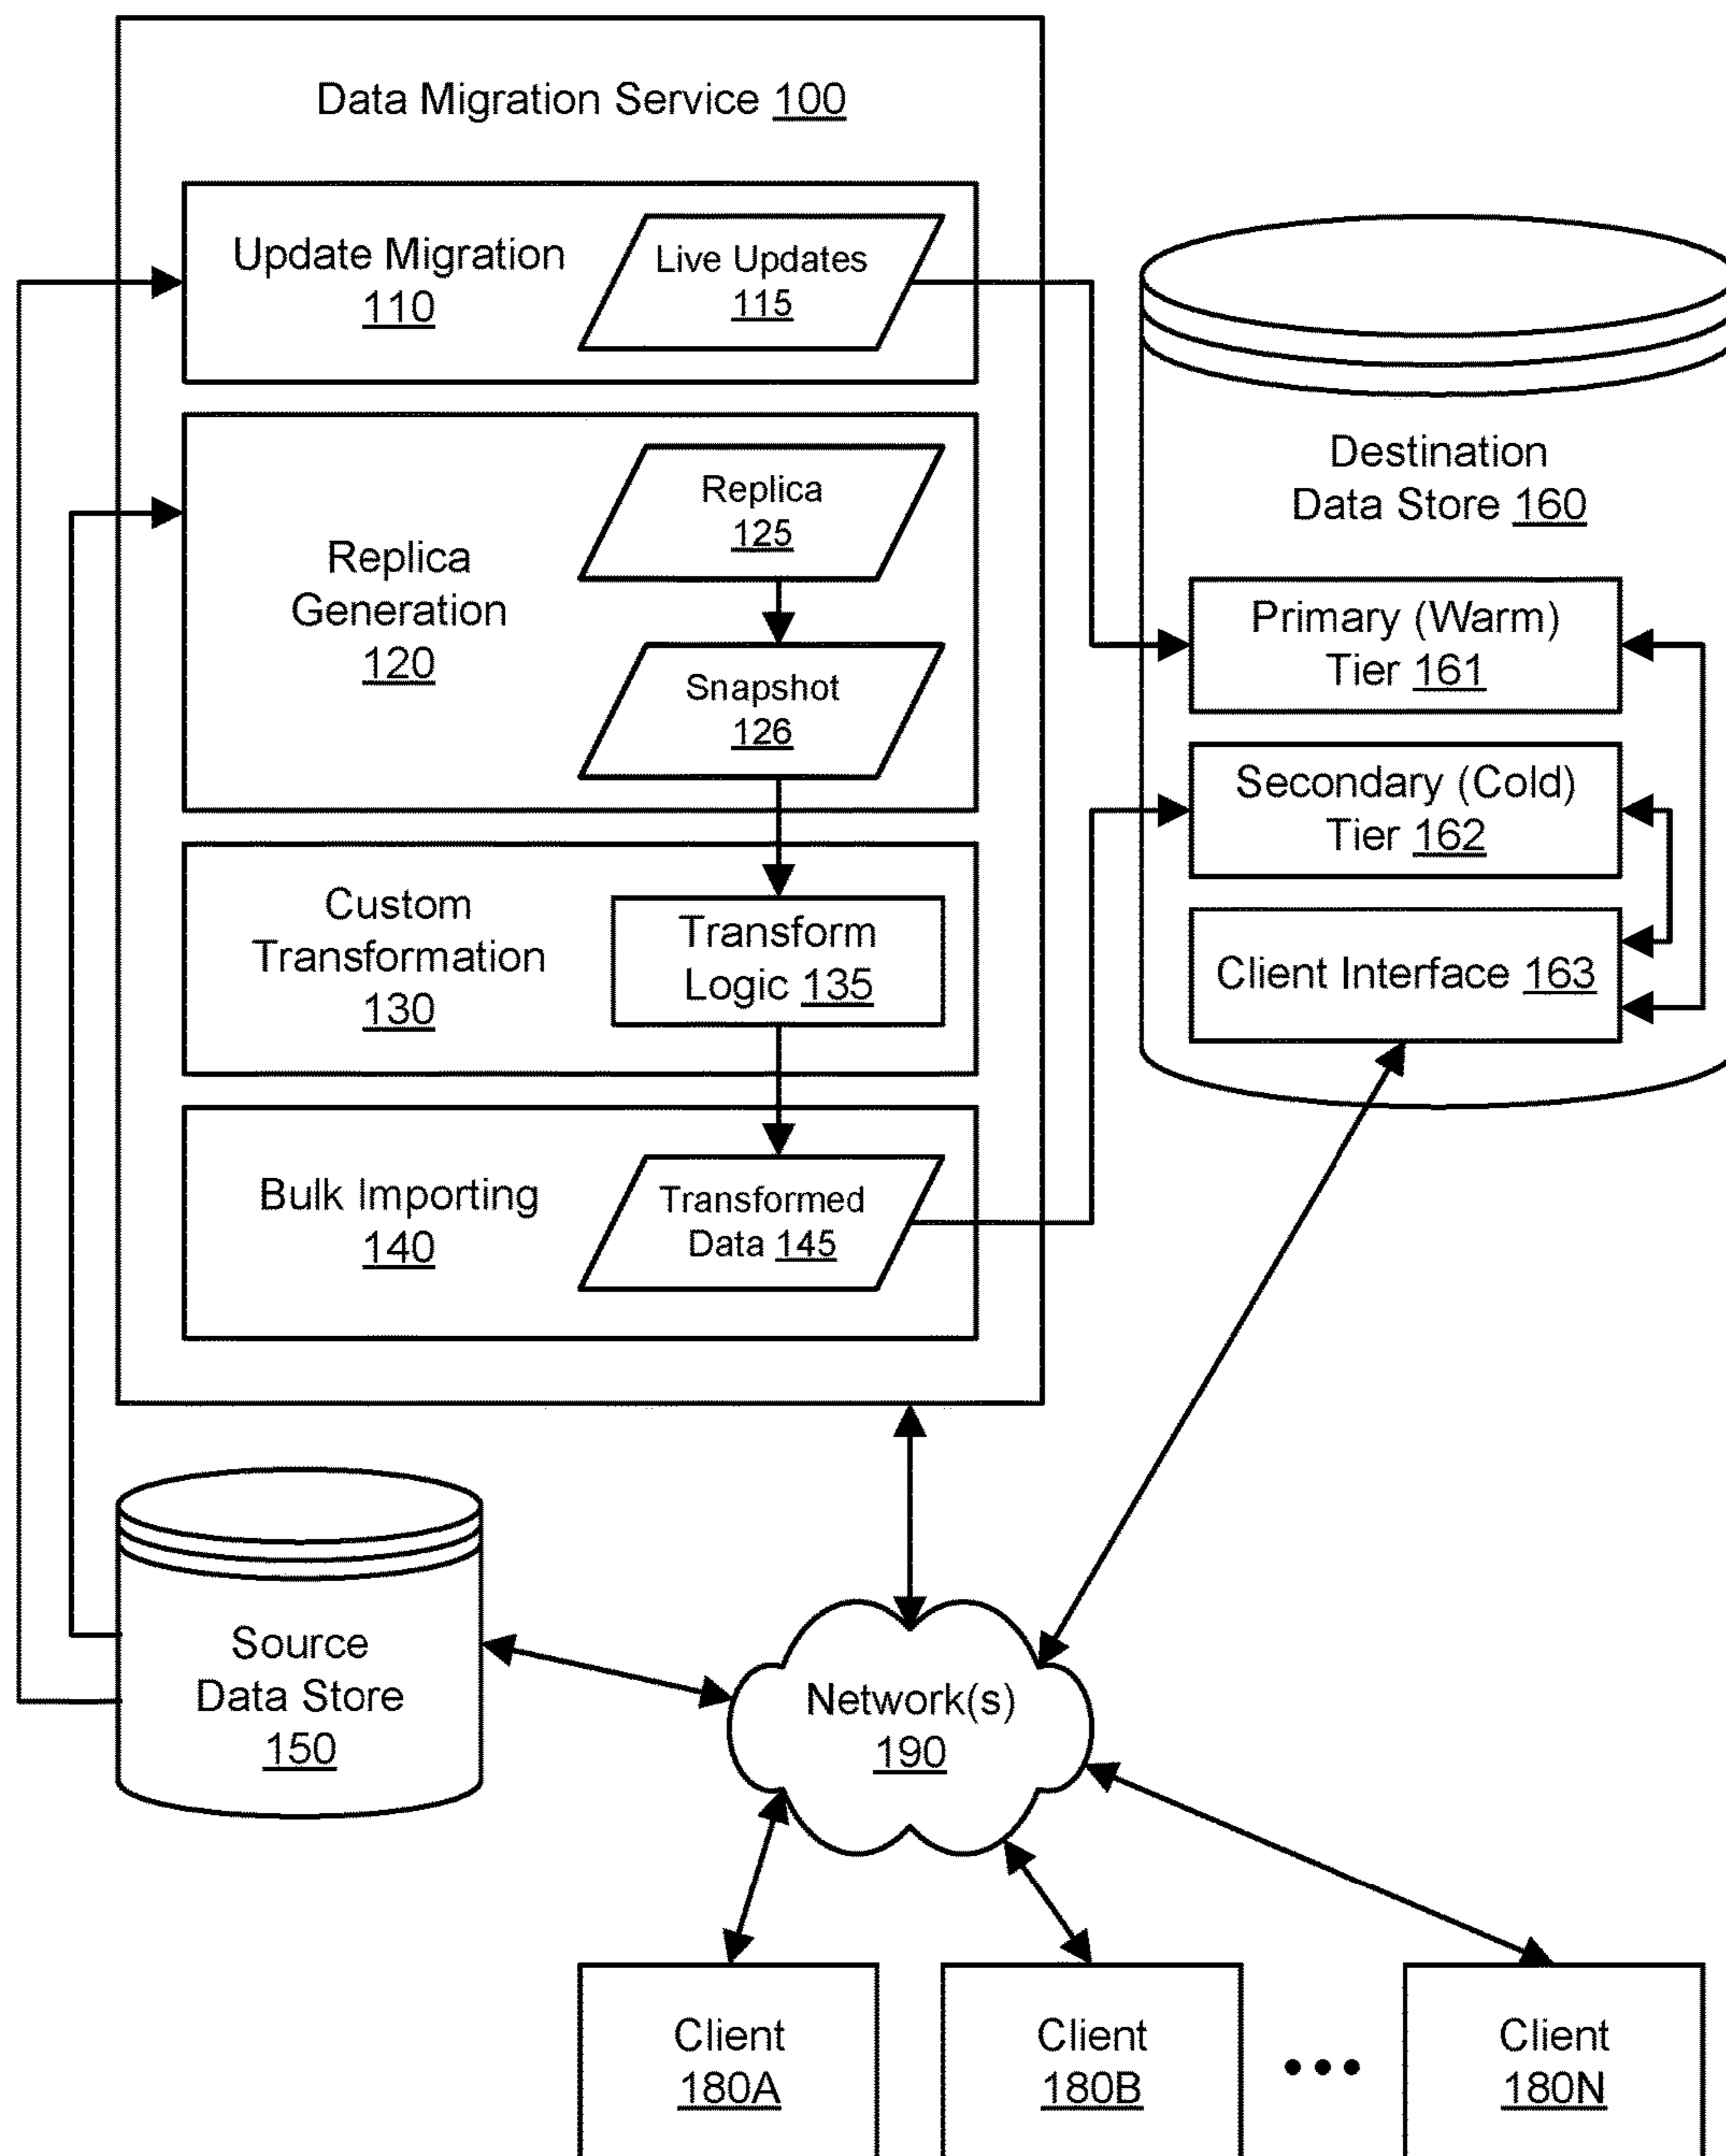 Data Migration Service 100
Update Migration
110
Live Updates
115
Replica
Generation
120
Replica
125
Snapshot
126
Custom
Transformation
130
Transform
Logic 135
Bulk Importing
140
Transformed
Data 145
Destination
Data Store 160
Primary (Warm)
Tier 161
Secondary (Cold)
Tier 162
Client Interface 163
Source
Data Store
150
Network(s)
190
Client
180A
Client
180B
•••
Client
180N